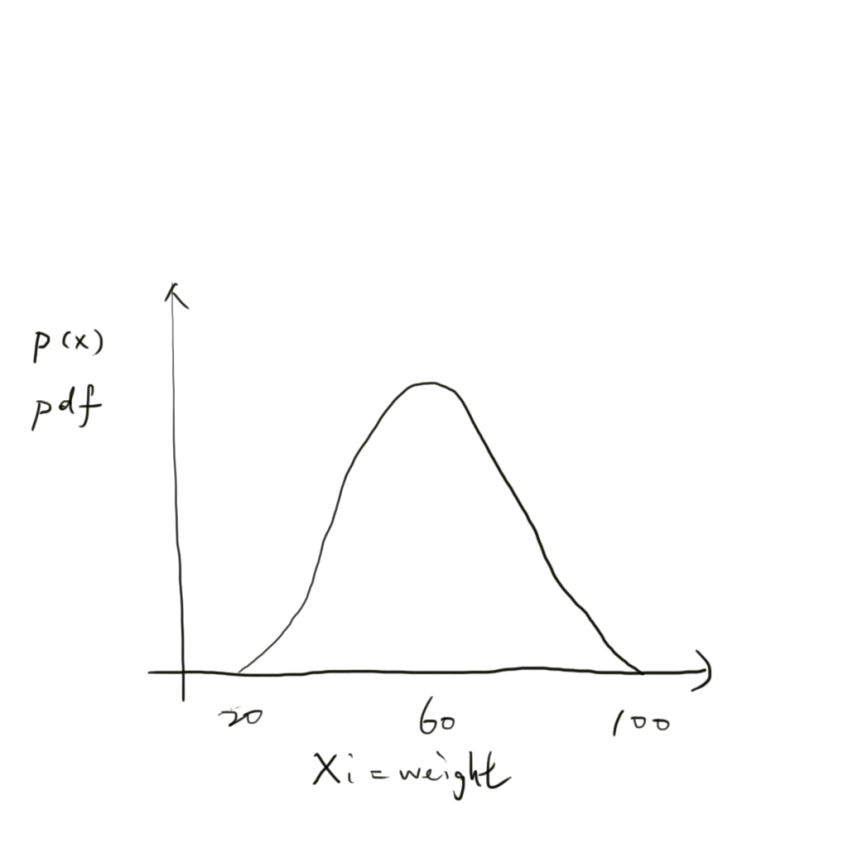 p(x)
pdf
20 60 100
Xi = weight